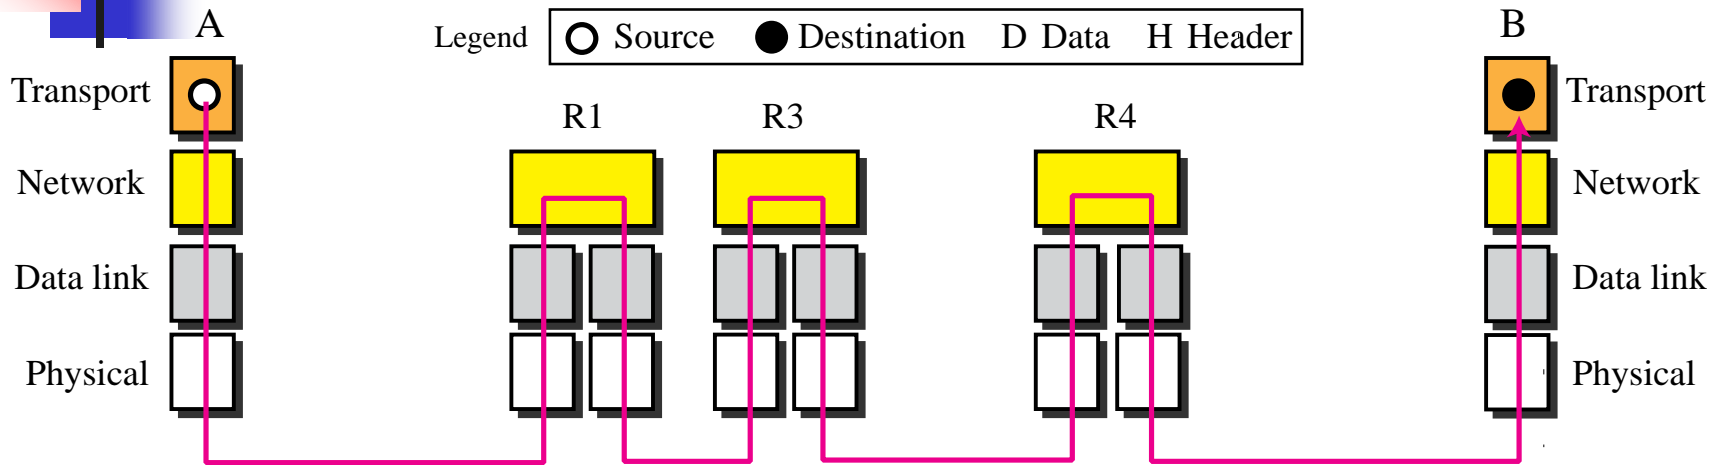 A
Legend Source Destination D Data H Header
B
Transport Transport
R1 R3 R4
Network Network
Data link Data link
Physical Physical